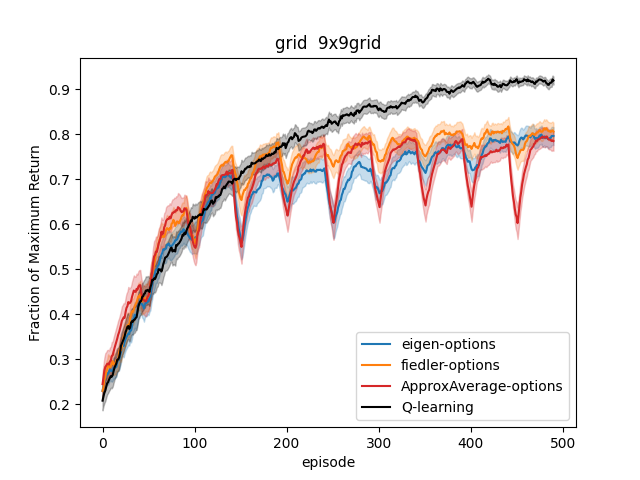 grid  9x9grid
Fraction of Maximum Return
0.9
0.8
0.7
0.6
0.5
0.4
0.3
0.2
0
100
200
300
400
500
episode
eigen-options
fiedler-options
ApproxAverage-options
Q-learning